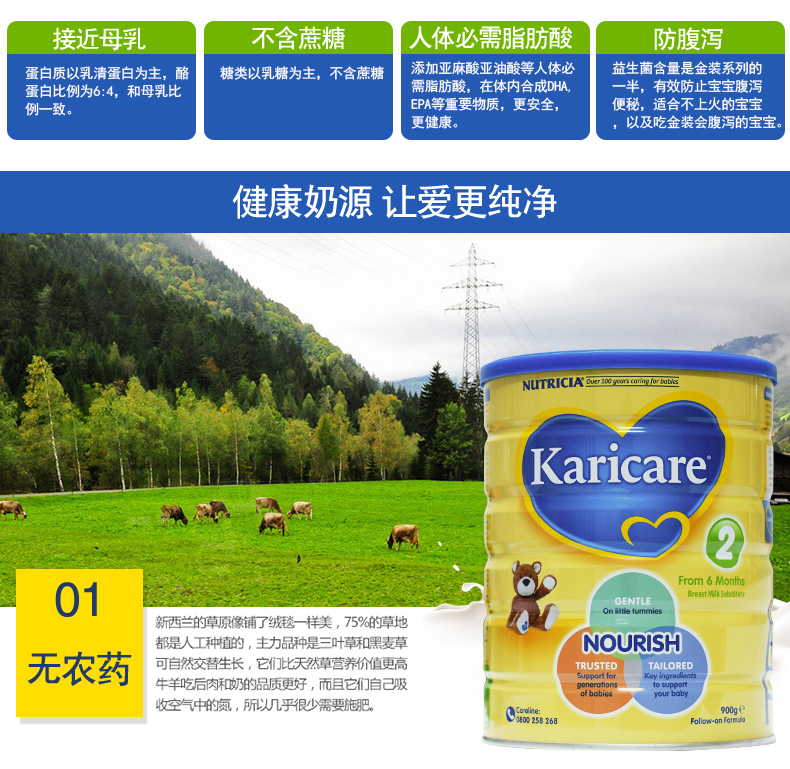 接近母乳
蛋白质以乳清蛋白为主，酪
蛋白比例为6:4，和母乳比
例一致。
不含蔗糖
糖类以乳糖为主，不含蔗糖
人体必需脂肪酸
添加亚麻酸亚油酸等人体必
需脂肪酸，在体内合成DHA,
EPA等重要物质，更安全，
更健康。
防腹泻
益生菌含量是金装系列的
一半，有效防止宝宝腹泻
便秘，适合不上火的宝宝
，以及吃金装会腹泻的宝宝。
健康奶源 让爱更纯净
NUTRICIA Over 100 years caring for babies
Karicare
2
From 6 Months
Breast Milk Substitute
GENTLE
On little tummies
NOURISH
TRUSTED
Support for
generations
of babies
TAILORED
Key ingredients
to support
your baby
Careline:
0800 258 268
900g e
Follow-on Formula
01
无农药
新西兰的草原像铺了绒毯一样美，75%的草地
都是人工种植的，主力品种是三叶草和黑麦草
可自然交替生长，它们比天然草营养价值更高
牛羊吃后肉和奶的品质更好，而且它们自己吸
收空气中的氮，所以几乎很少需要施肥。